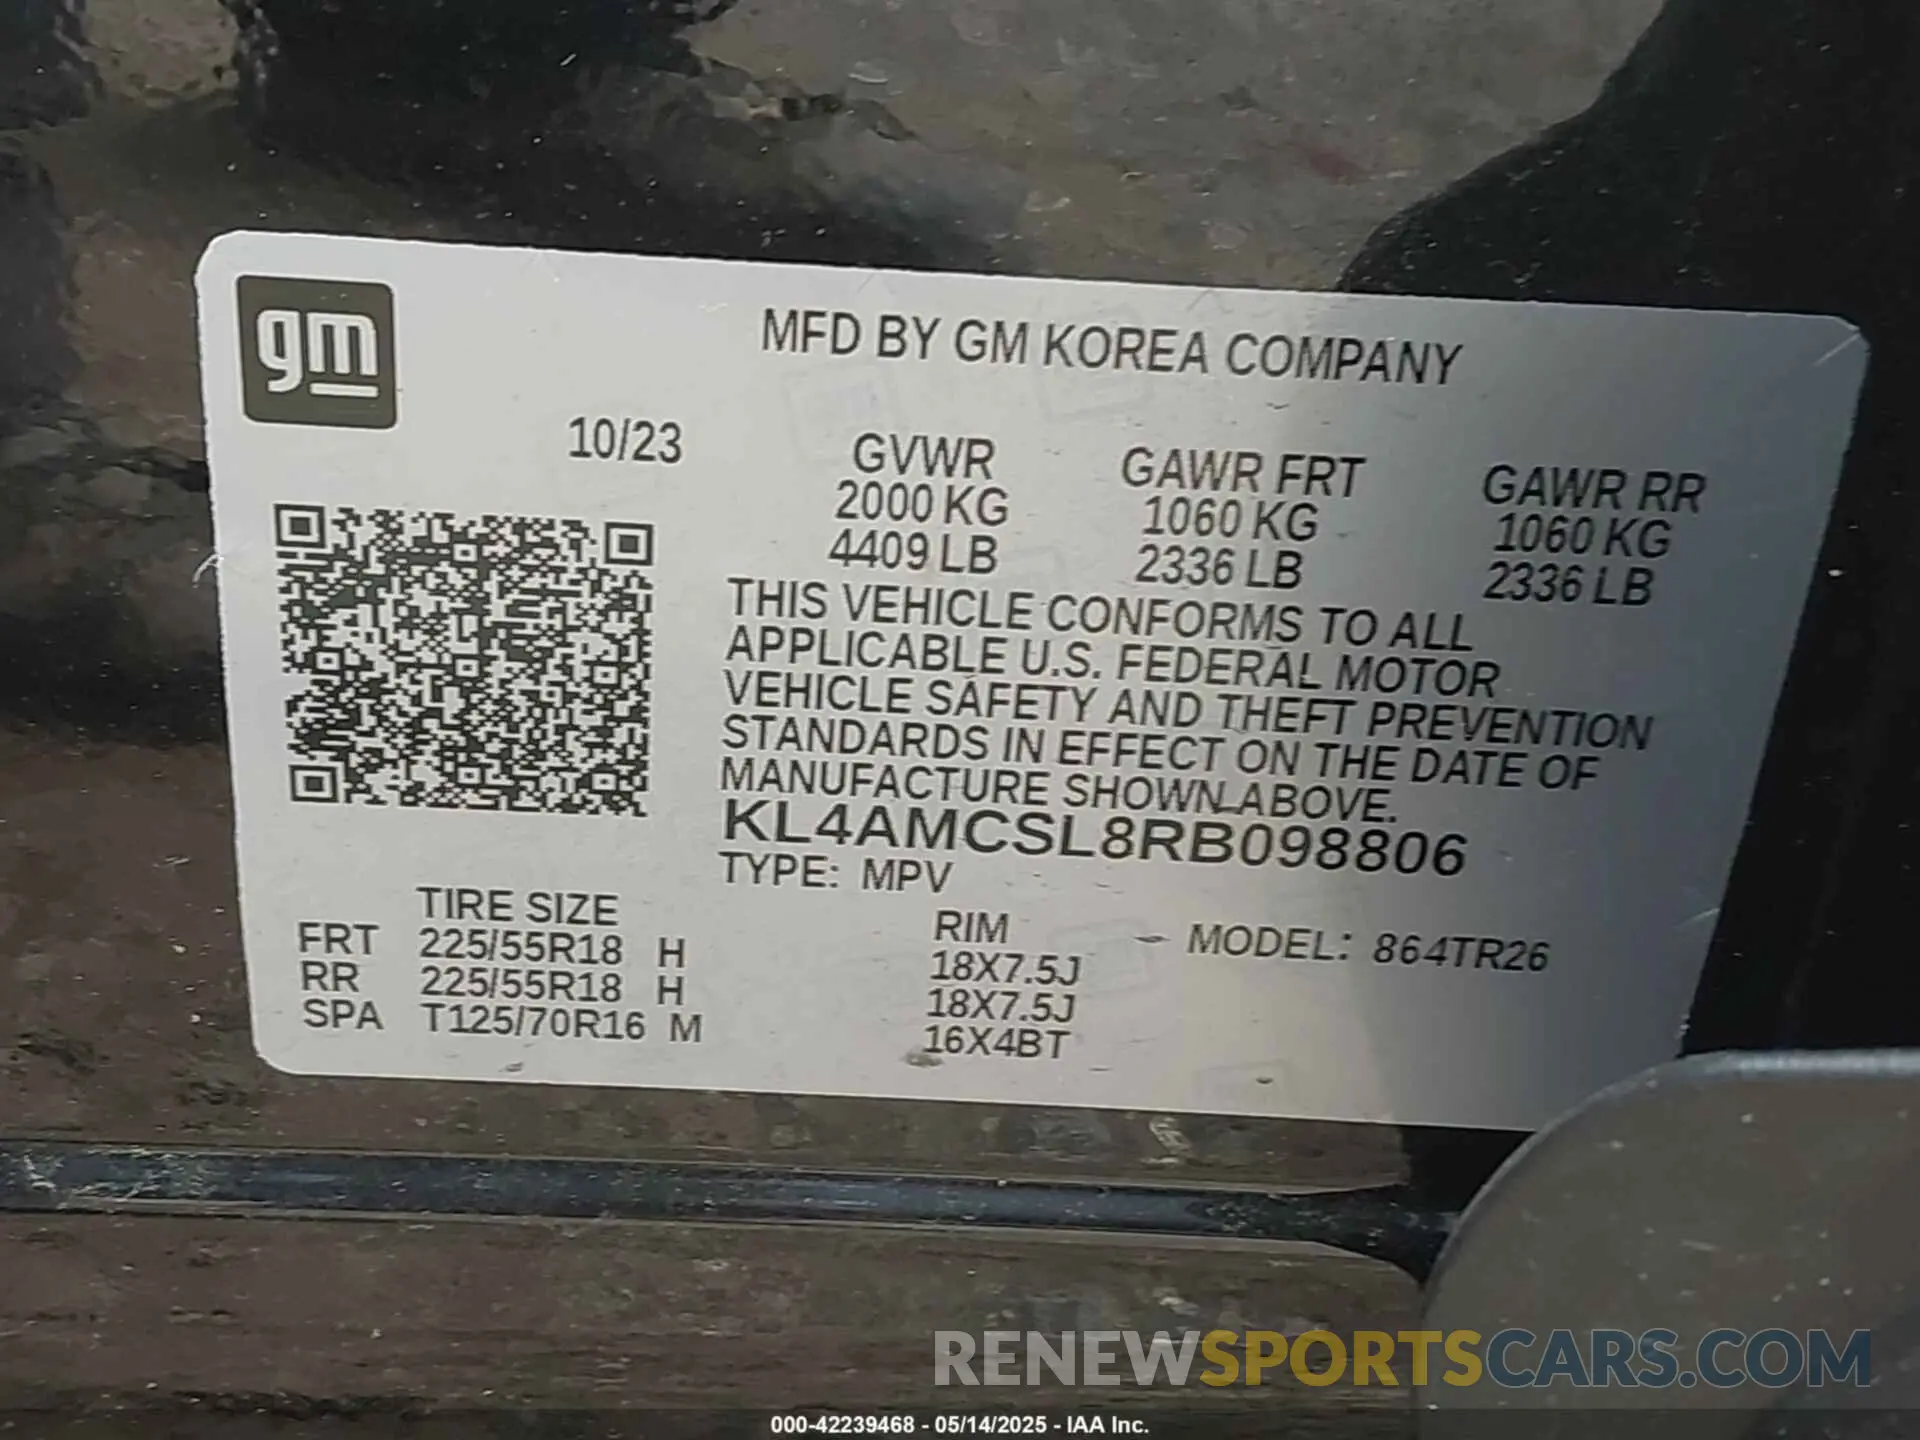 gm
MFD BY GM KOREA COMPANY
10/23
GVWR GAWR FRT GAWR RR
2000 KG 1060 KG 1060 KG
4409 LB 2336 LB 2336 LB
THIS VEHICLE CONFORMS TO ALL
APPLICABLE U.S. FEDERAL MOTOR
VEHICLE SAFETY AND THEFT PREVENTION
STANDARDS IN EFFECT ON THE DATE OF
MANUFACTURE SHOWN ABOVE.
KL4AMCSL8RB098806
TYPE: MPV
TIRE SIZE RIM MODEL: 864TR26
FRT 225/55R18 H 18X7.5J
RR 225/55R18 H 18X7.5J
SPA T125/70R16 M 16X4BT
RENEWSPORTSCARS.COM
000-42239468 - 05/14/2025 - IAA Inc.